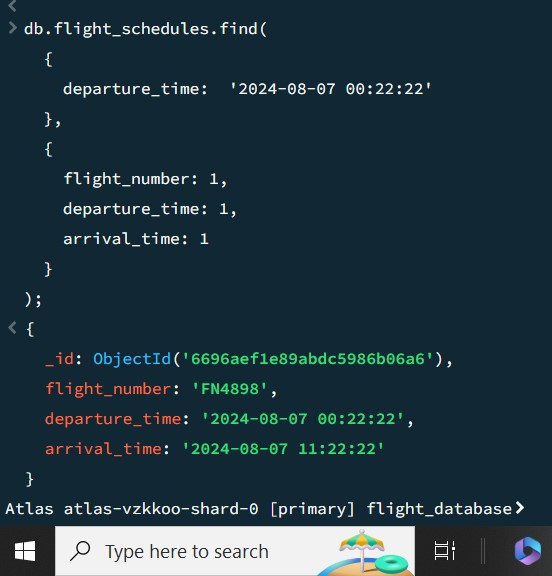 db.flight_schedules.find(
{
departure_time:  '2024-08-07 00:22:22'
},
{
flight_number: 1,
departure_time: 1,
arrival_time: 1
}
);
{
_id: ObjectId('6696aef1e89abdc5986b06a6'),
flight_number: 'FN4898',
departure_time: '2024-08-07 00:22:22',
arrival_time: '2024-08-07 11:22:22'
}
Atlas atlas-vzkkoo-shard-0 [primary] flight_database>
Type here to search